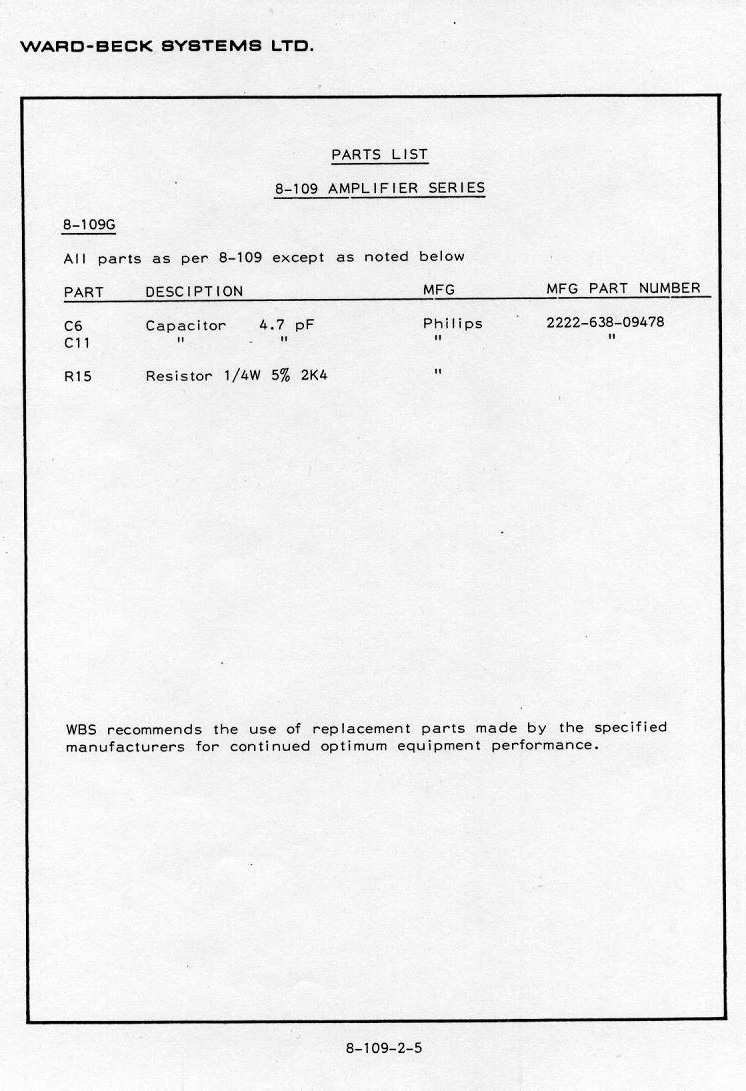 WARD-BECK SYSTEMS LTD.
PARTS LIST
8-109 AMPLIFIER SERIES
8-109G
All parts as per 8-109 except as noted below
PART DESCIPTION MFG MFG PART NUMBER
C6 Capacitor 4.7 pF Philips 2222-638-09478
C11 " " " "
R15 Resistor 1/4W 5% 2K4 "
WBS recommends the use of replacement parts made by the specified
manufacturers for continued optimum equipment performance.
8-109-2-5